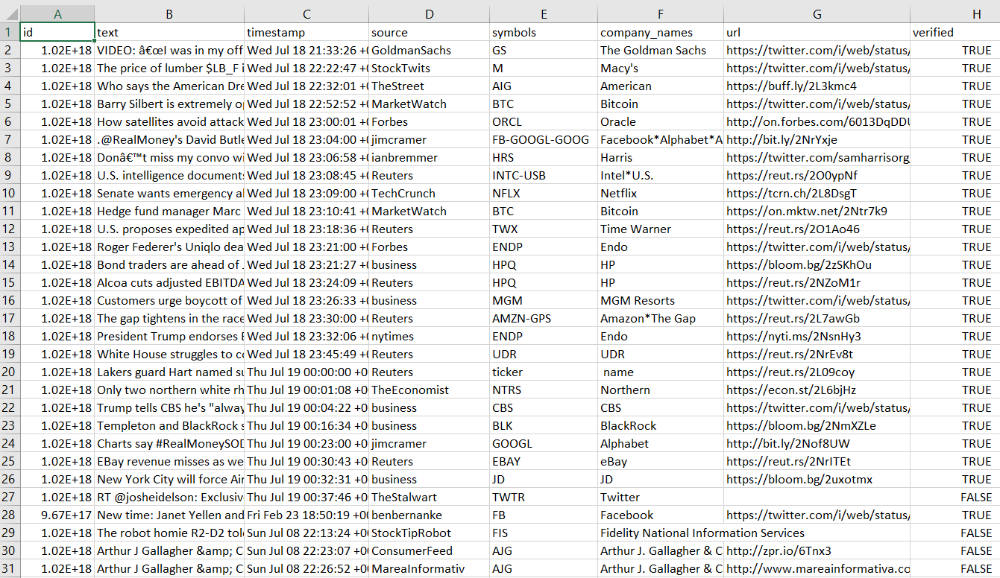 A B C D E F G H
1 id text timestamp source symbols company_names url verified
2 1.02E+18 VIDEO: â€œI was in my off Wed Jul 18 21:33:26 +0 GoldmanSachs GS The Goldman Sachs https://twitter.com/i/web/status/ TRUE
3 1.02E+18 The price of lumber $LB_F i Wed Jul 18 22:22:47 +0 StockTwits M Macy's https://twitter.com/i/web/status/ TRUE
4 1.02E+18 Who says the American Dre Wed Jul 18 22:32:01 +0 TheStreet AIG American https://buff.ly/2L3kmc4 TRUE
5 1.02E+18 Barry Silbert is extremely op Wed Jul 18 22:52:52 +0 MarketWatch BTC Bitcoin https://twitter.com/i/web/status/ TRUE
6 1.02E+18 How satellites avoid attack Wed Jul 18 23:00:01 +0 Forbes ORCL Oracle http://on.forbes.com/6013DqDDU TRUE
7 1.02E+18 .@RealMoney's David Butle Wed Jul 18 23:04:00 +0 jimcramer FB-GOOGL-GOOG Facebook*Alphabet*A http://bit.ly/2NrYxje TRUE
8 1.02E+18 Donâ€™t miss my convo wi Wed Jul 18 23:06:58 +0 ianbremmer HRS Harris https://twitter.com/samharrisorg TRUE
9 1.02E+18 U.S. intelligence documents Wed Jul 18 23:08:45 +0 Reuters INTC-USB Intel*U.S. https://reut.rs/2O0ypNf TRUE
10 1.02E+18 Senate wants emergency al Wed Jul 18 23:09:00 +0 TechCrunch NFLX Netflix https://tcrn.ch/2L8DsgT TRUE
11 1.02E+18 Hedge fund manager Marc Wed Jul 18 23:10:41 +0 MarketWatch BTC Bitcoin https://on.mktw.net/2Ntr7k9 TRUE
12 1.02E+18 U.S. proposes expedited ap Wed Jul 18 23:18:36 +0 Reuters TWX Time Warner https://reut.rs/2O1Ao46 TRUE
13 1.02E+18 Roger Federer's Uniqlo dea Wed Jul 18 23:21:00 +0 Forbes ENDP Endo https://twitter.com/i/web/status/ TRUE
14 1.02E+18 Bond traders are ahead of Wed Jul 18 23:21:27 +0 business HPQ HP https://bloom.bg/2zSKhOu TRUE
15 1.02E+18 Alcoa cuts adjusted EBITDA Wed Jul 18 23:24:09 +0 Reuters HPQ HP https://reut.rs/2NZoM1r TRUE
16 1.02E+18 Customers urge boycott of Wed Jul 18 23:26:33 +0 business MGM MGM Resorts https://twitter.com/i/web/status/ TRUE
17 1.02E+18 The gap tightens in the race Wed Jul 18 23:30:00 +0 Reuters AMZN-GPS Amazon*The Gap https://reut.rs/2L7awGb TRUE
18 1.02E+18 President Trump endorses B Wed Jul 18 23:32:06 +0 nytimes ENDP Endo https://nyti.ms/2NsnHy3 TRUE
19 1.02E+18 White House struggles to co Wed Jul 18 23:45:49 +0 Reuters UDR UDR https://reut.rs/2NrEv8t TRUE
20 1.02E+18 Lakers guard Hart named su Thu Jul 19 00:00:00 +00 Reuters ticker name https://reut.rs/2L09coy TRUE
21 1.02E+18 Only two northern white rh Thu Jul 19 00:01:08 +00 TheEconomist NTRS Northern https://econ.st/2L6bjHz TRUE
22 1.02E+18 Trump tells CBS he's "alway Thu Jul 19 00:04:22 +00 business CBS CBS https://twitter.com/i/web/status/ TRUE
23 1.02E+18 Templeton and BlackRock s Thu Jul 19 00:16:34 +00 business BLK BlackRock https://bloom.bg/2NmXZLe TRUE
24 1.02E+18 Charts say #RealMoneySOD Thu Jul 19 00:23:00 +00 jimcramer GOOGL Alphabet http://bit.ly/2Nof8UW TRUE
25 1.02E+18 EBay revenue misses as we Thu Jul 19 00:30:43 +00 Reuters EBAY eBay https://reut.rs/2NrITEt TRUE
26 1.02E+18 New York City will force Air Thu Jul 19 00:32:31 +00 business JD JD https://bloom.bg/2uxotmx TRUE
27 1.02E+18 RT @josheidelson: Exclusiv Thu Jul 19 00:37:46 +00 TheStalwart TWTR Twitter FALSE
28 9.67E+17 New time: Janet Yellen and Fri Feb 23 18:50:19 +00 benbernanke FB Facebook https://twitter.com/i/web/status/ TRUE
29 1.02E+18 The robot homie R2-D2 tol Sun Jul 08 22:13:24 +00 StockTipRobot FIS Fidelity National Information Services FALSE
30 1.02E+18 Arthur J Gallagher &amp; C Sun Jul 08 22:23:07 +00 ConsumerFeed AJG Arthur J. Gallagher & C http://zpr.io/6Tnx3 FALSE
31 1.02E+18 Arthur J Gallagher &amp; C Sun Jul 08 22:26:52 +00 MareaInformativ AJG Arthur J. Gallagher & C http://www.mareainformativa.co FALSE